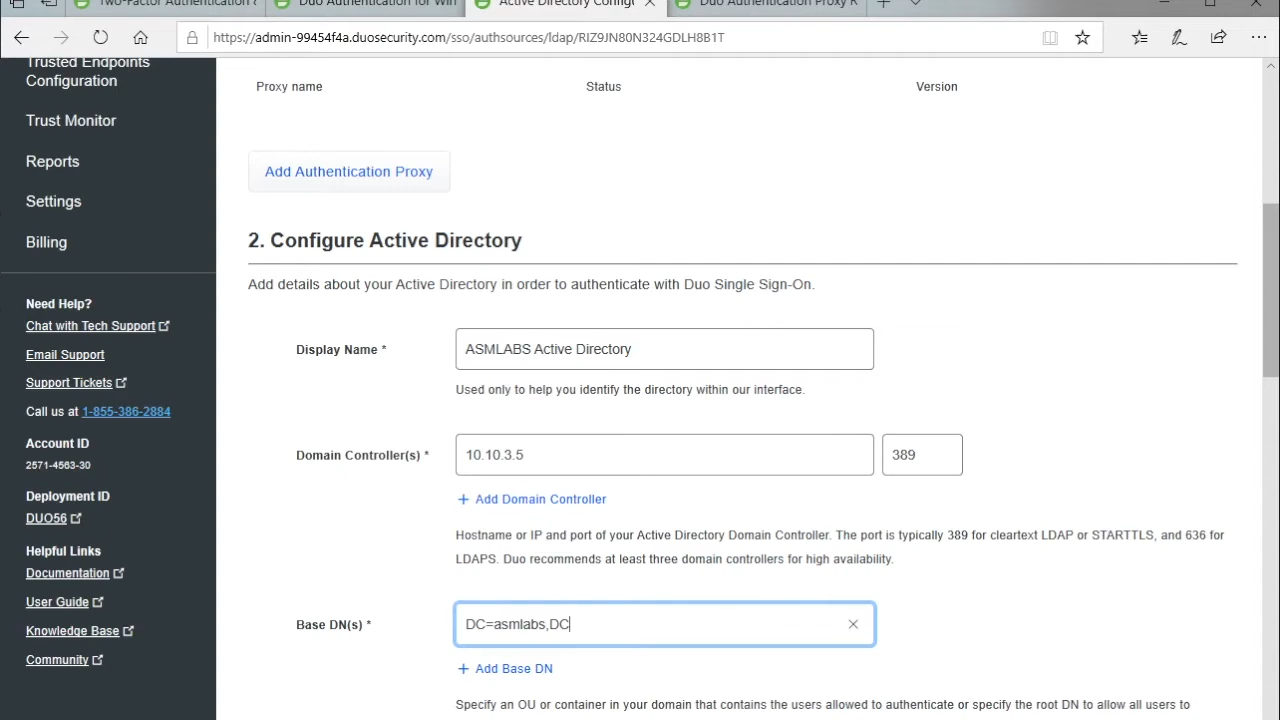 Two-Factor Authentication
Duo Authentication for Win
Active Directory Config
Duo Authentication Proxy R
https://admin-99454f4a.duosecurity.com/sso/authsources/ldap/RIZ9JN80N324GDLH8B1T
Trusted Endpoints
Configuration
Trust Monitor
Reports
Settings
Billing
Need Help?
Chat with Tech Support
Email Support
Support Tickets
Call us at 1-855-386-2884
Account ID
2571-4563-30
Deployment ID
DUO56
Helpful Links
Documentation
User Guide
Knowledge Base
Community
Proxy name Status Version
Add Authentication Proxy
2. Configure Active Directory
Add details about your Active Directory in order to authenticate with Duo Single Sign-On.
Display Name * ASMLABS Active Directory
Used only to help you identify the directory within our interface.
Domain Controller(s) * 10.10.3.5 389
+ Add Domain Controller
Hostname or IP and port of your Active Directory Domain Controller. The port is typically 389 for cleartext LDAP or STARTTLS, and 636 for
LDAPS. Duo recommends at least three domain controllers for high availability.
Base DN(s) * DC=asmlabs,DC
+ Add Base DN
Specify an OU or container in your domain that contains the users allowed to authenticate or specify the root DN to allow all users to